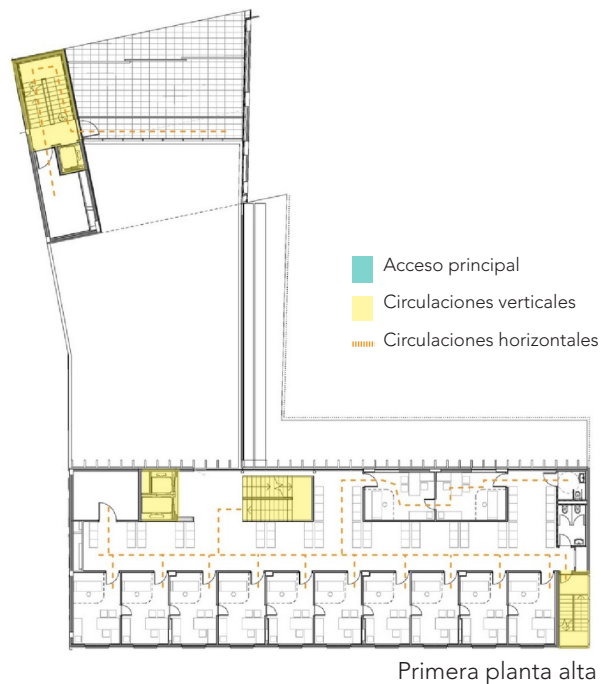 Acceso principal
Circulaciones verticales
Circulaciones horizontales
Primera planta alta